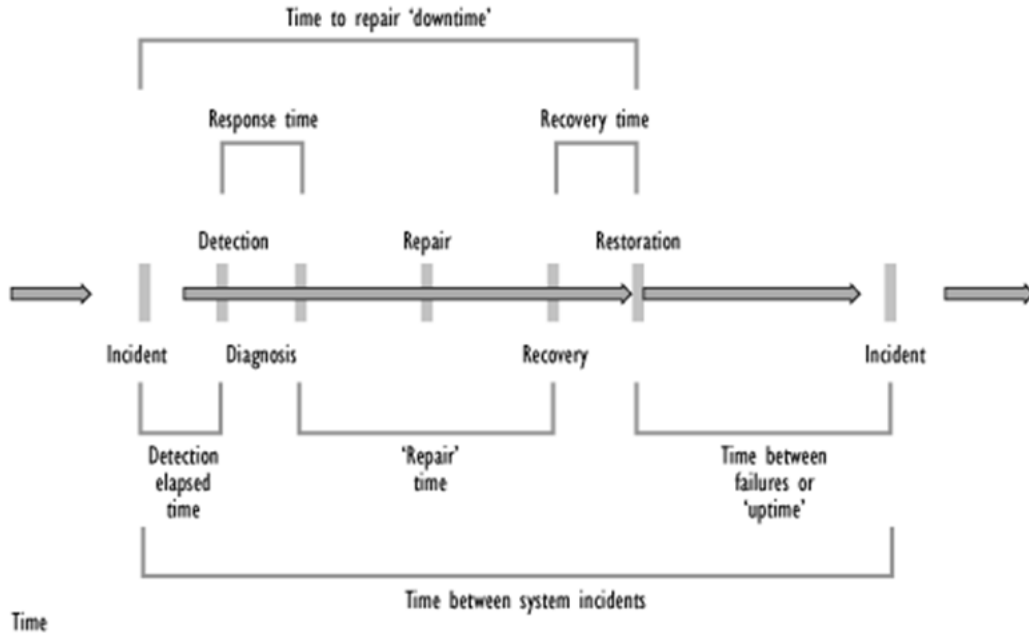 Time to repair ‘downtime’
Response time
Recovery time
Detection
Repair
Restoration
Incident
Diagnosis
Recovery
Incident
Detection
elapsed
time
‘Repair’
time
Time between
failures or
‘uptime’
Time between system incidents
Time